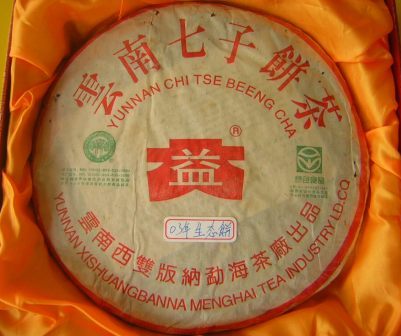 雲南七子餅茶
YUNNAN CHI TSE BEENG CHA
®
益
03年生态餅
雲南西雙版納勐海茶廠出品
YUNNAN XISHUANGBANNA MENGHAI TEA INDUSTRY LD.CO